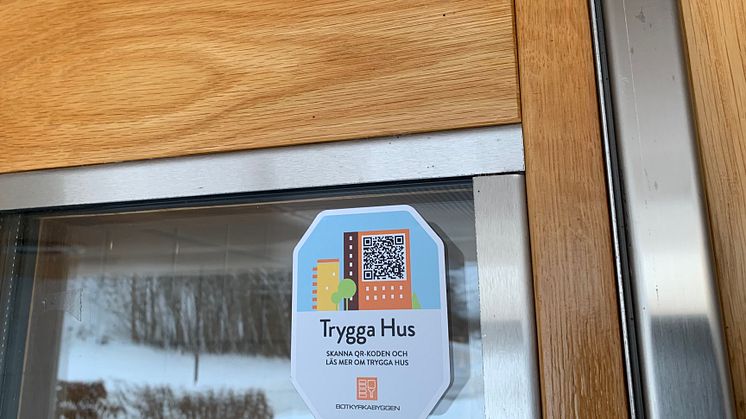 Trygga Hus
SKANNA QR-KODEN OCH
LÄS MER OM TRYGGA HUS
BOTKYRKABYGGEN